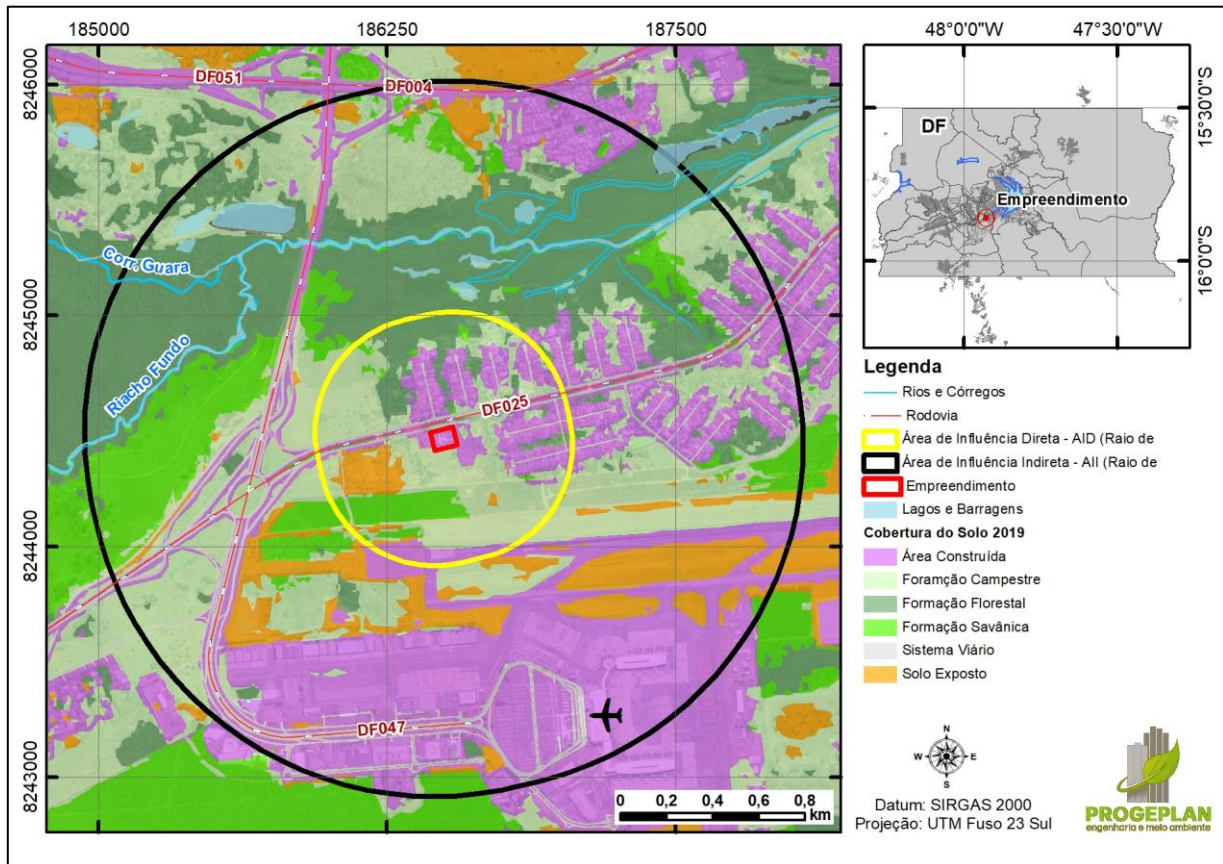 185000
186250
187500
8246000
8245000
8244000
8243000
DF051
DF004
Corr. Guara
Riacho Fundo
DF025
DF047
0
0,2
0,4
0,6
0,8
km
48°0'0"W
47°30'0"W
15°30'0"S
16°0'0"S
DF
Empreendimento
Legenda
Rios e Córregos
Rodovia
Área de Influência Direta - AID (Raio de
Área de Influência Indireta - AII (Raio de
Empreendimento
Lagos e Barragens
Cobertura do Solo 2019
Área Construída
Foramção Campestre
Formação Florestal
Formação Savânica
Sistema Viário
Solo Exposto
N
W
E
S
Datum: SIRGAS 2000
Projeção: UTM Fuso 23 Sul
PROGEPLAN
engenharia e meio ambiente